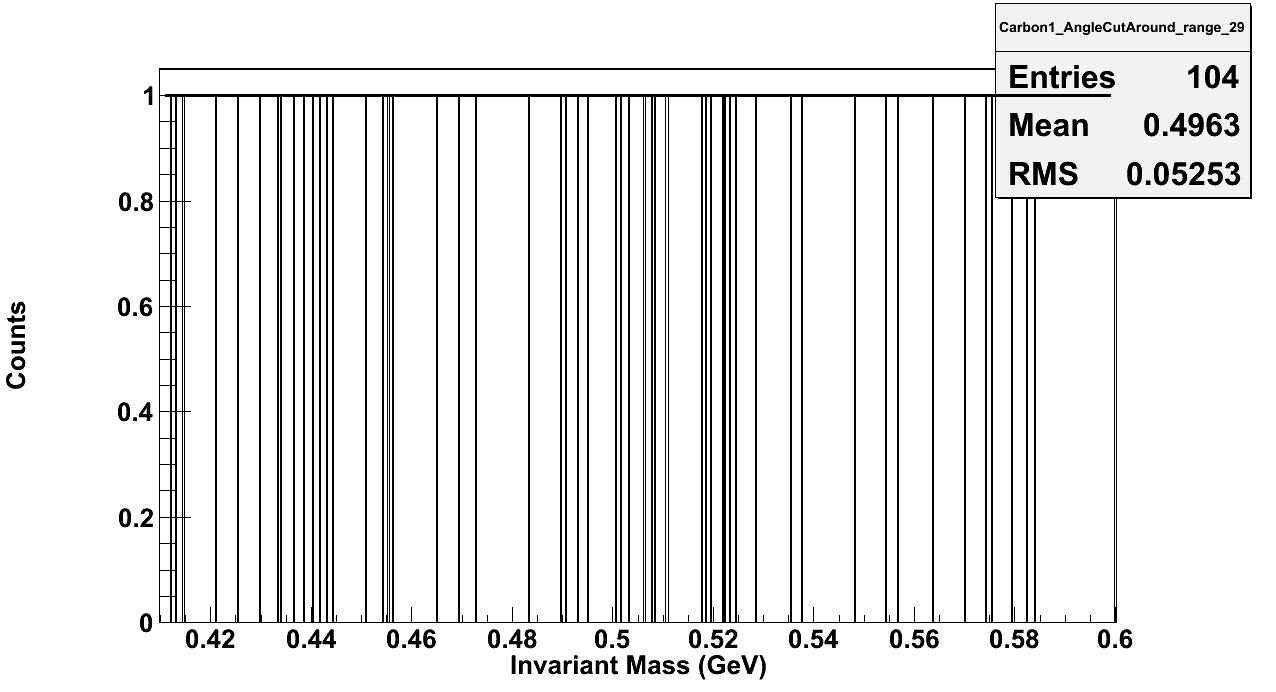 Carbon1_AngleCutAround_range_29
Entries 104
Mean 0.4963
RMS 0.05253
1
0.8
0.6
0.4
0.2
0
Counts
0.42 0.44 0.46 0.48 0.5 0.52 0.54 0.56 0.58 0.6
Invariant Mass (GeV)